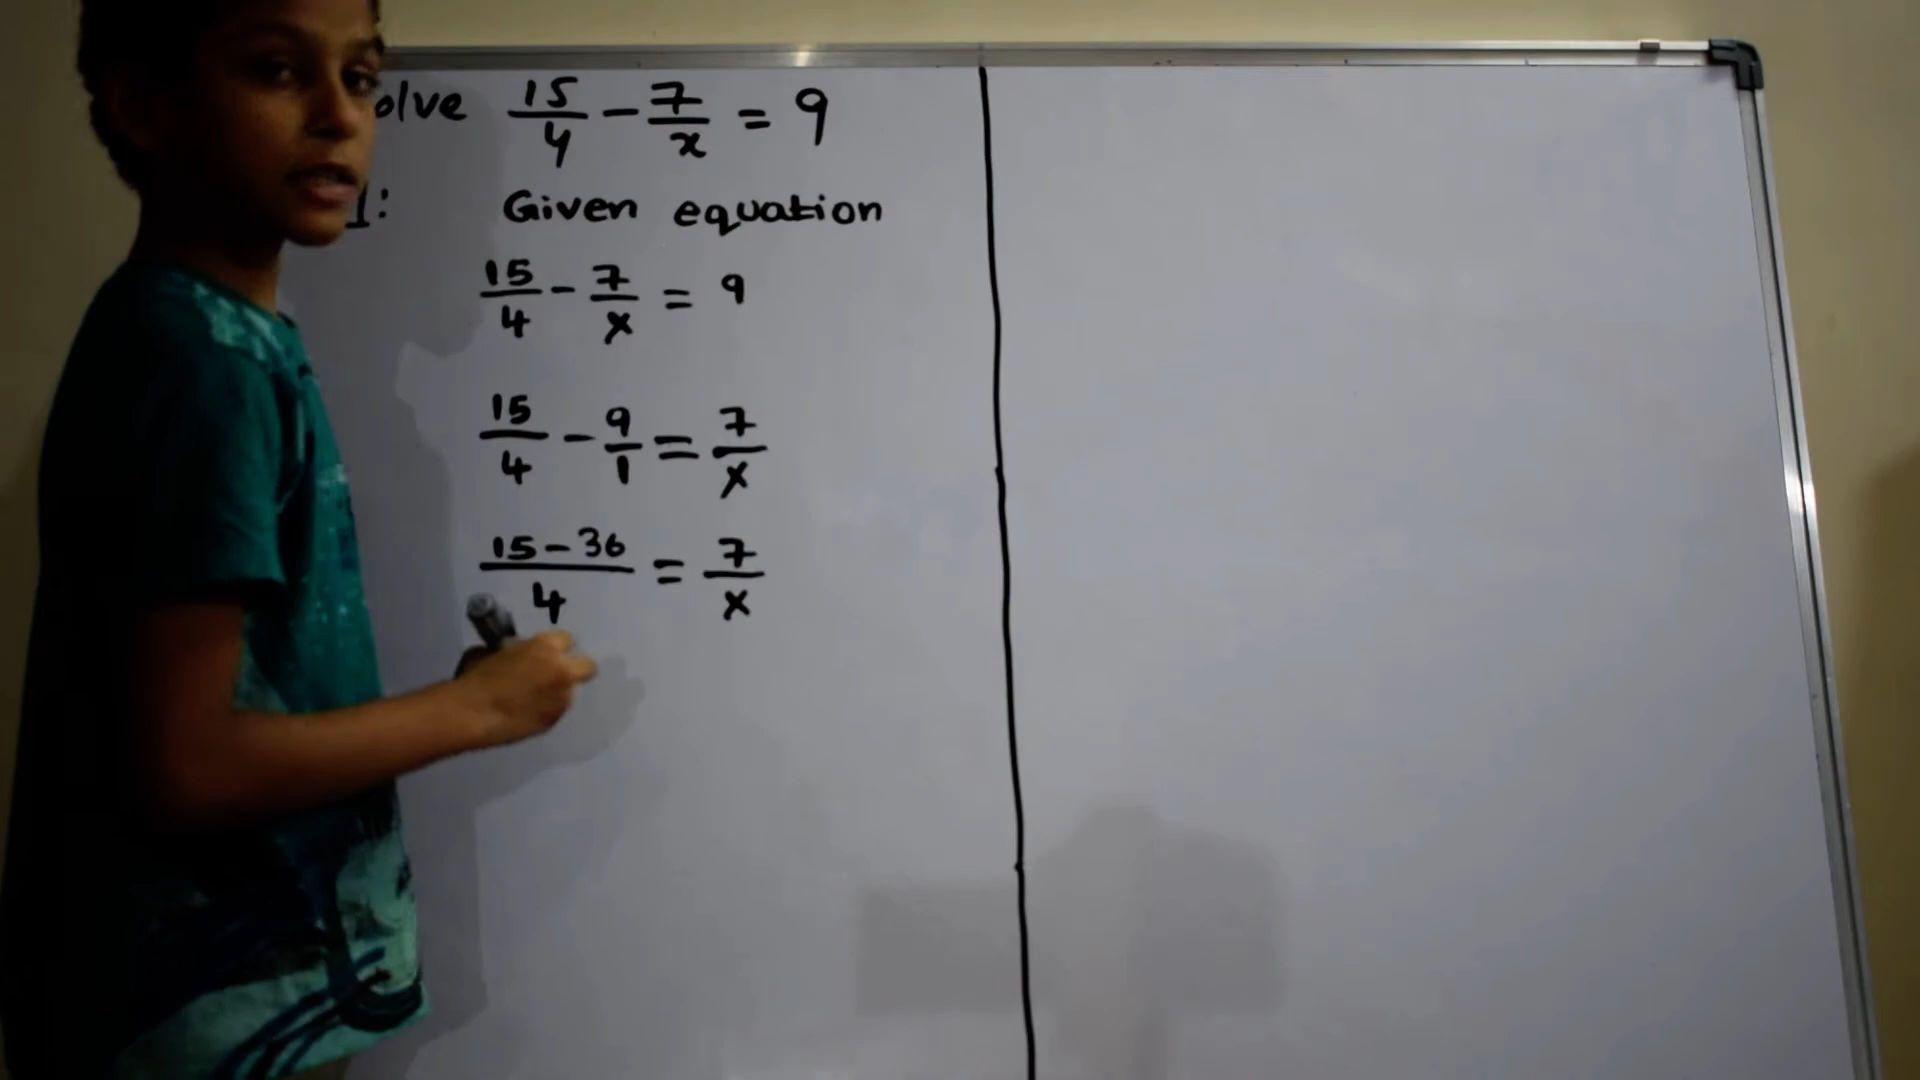 olve 15/4 - 7/x = 9
1: Given equation
15/4 - 7/x = 9
15/4 - 9/1 = 7/x
15-36/4 = 7/x